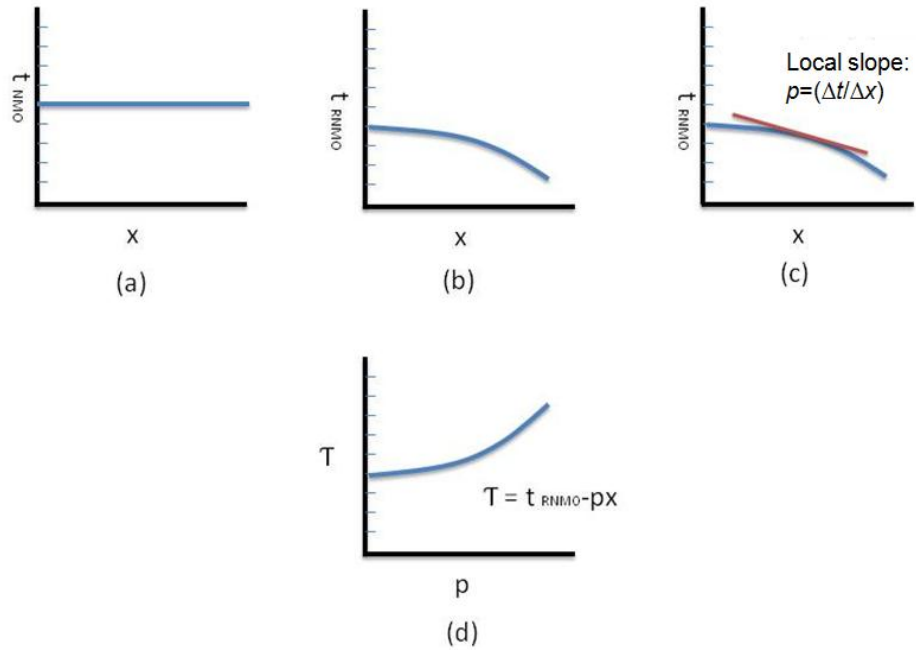 t NMO
x
(a)
t RNMO
x
(b)
Local slope:
p=(Δt/Δx)
t RNMO
x
(c)
Ƭ
Ƭ = t RNMO-px
p
(d)